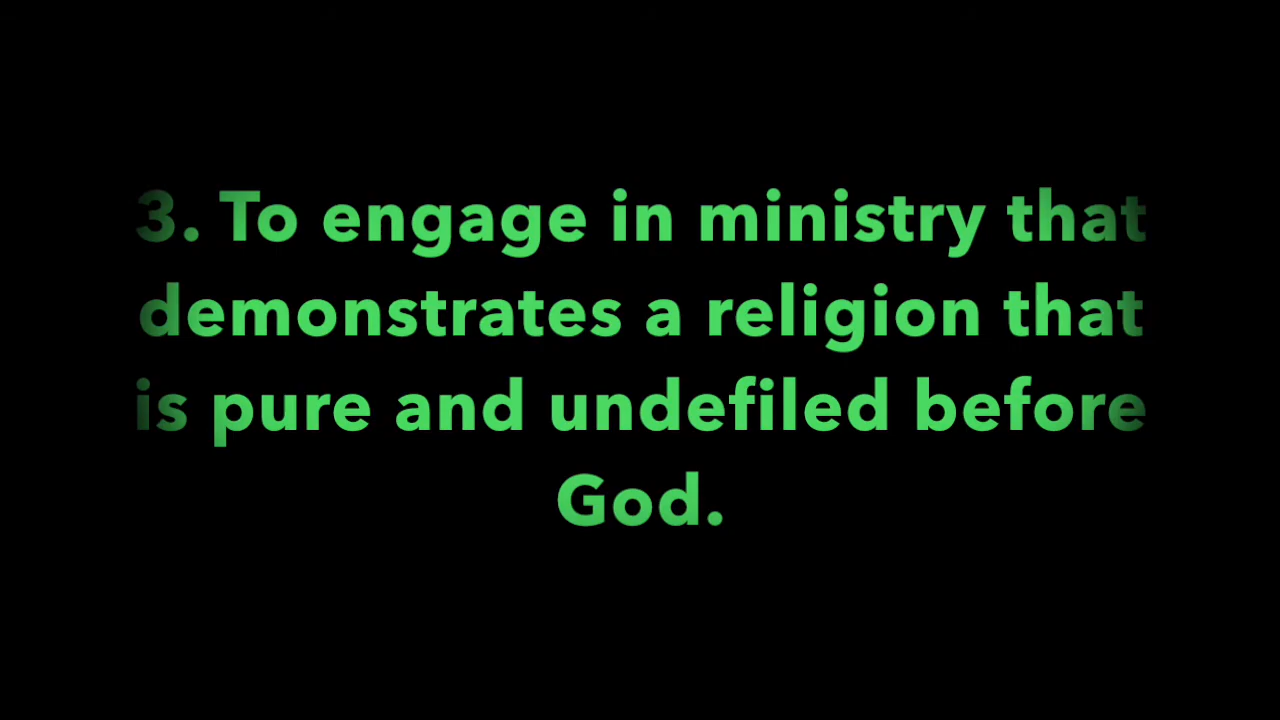 3. To engage in ministry that
demonstrates a religion that
is pure and undefiled before
God.